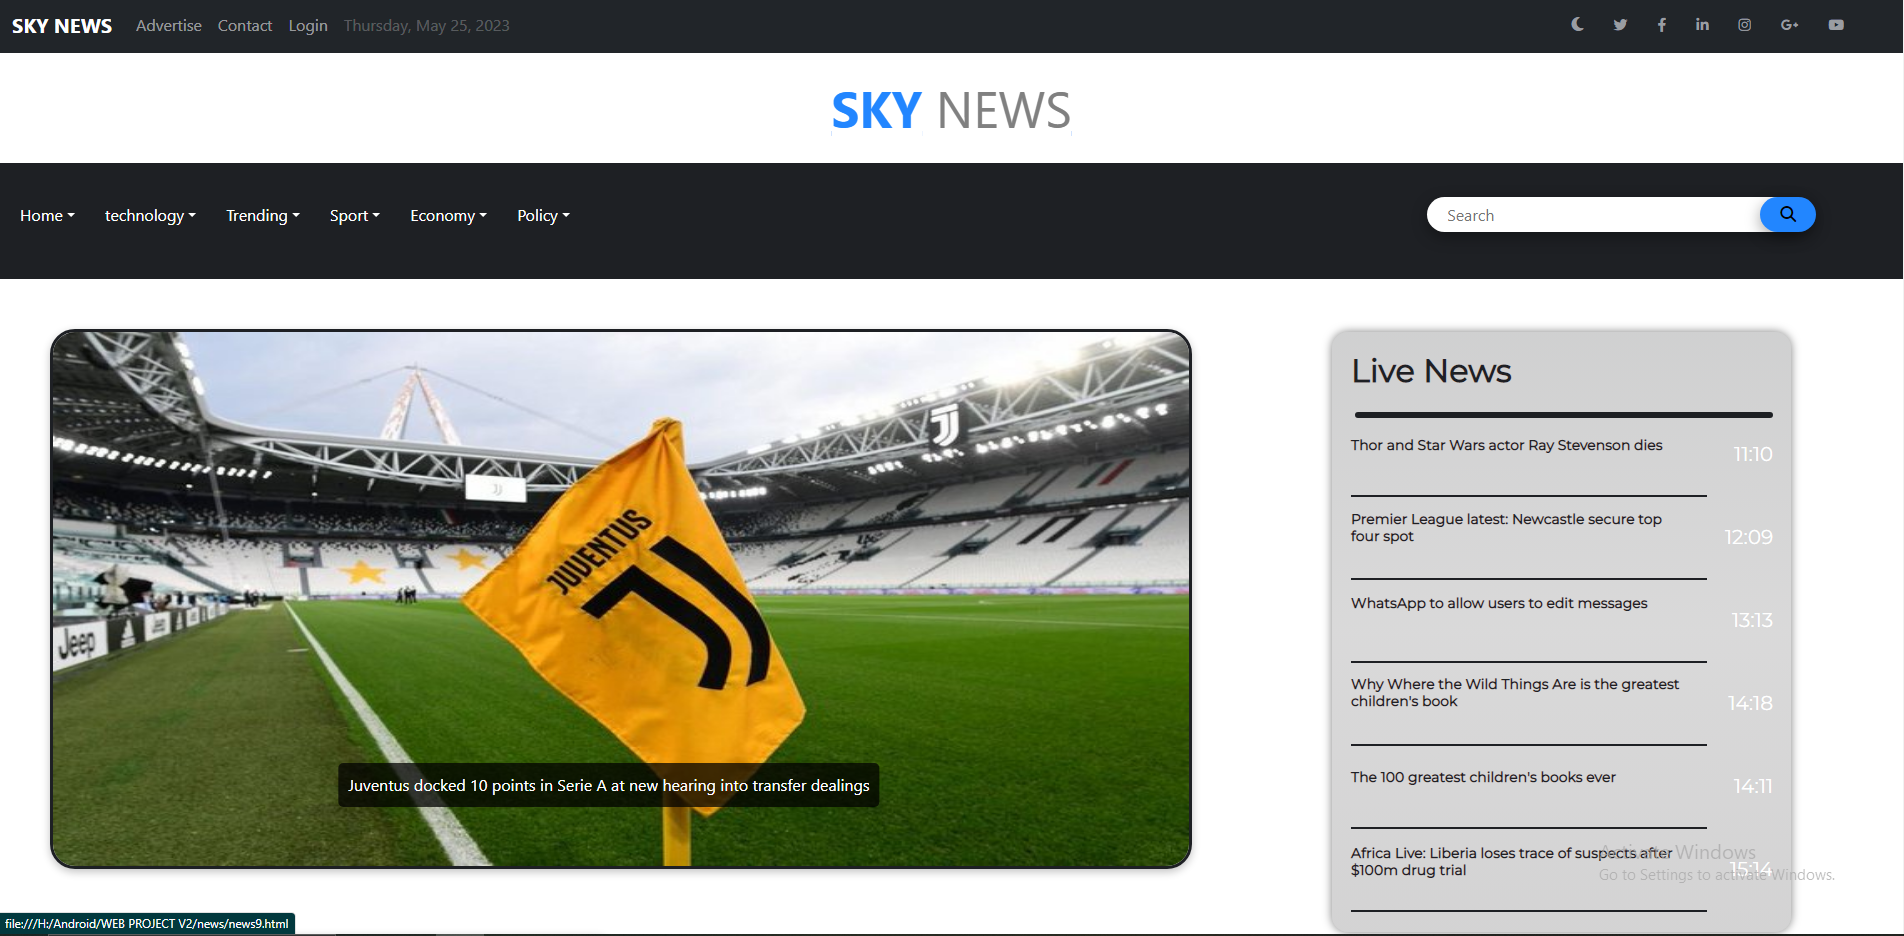 SKY NEWS Advertise Contact Login Thursday, May 25, 2023
SKY NEWS
Home technology Trending Sport Economy Policy Search
Live News
Thor and Star Wars actor Ray Stevenson dies
11:10
Premier League latest: Newcastle secure top
four spot
12:09
WhatsApp to allow users to edit messages
13:13
Why Where the Wild Things Are is the greatest
children's book
14:18
The 100 greatest children's books ever
14:11
Africa Live: Liberia loses trace of suspects after
$100m drug trial
15:14
JUVENTUS
Jeep
Juventus docked 10 points in Serie A at new hearing into transfer dealings
Activate Windows
Go to Settings to activate Windows.
file:///H:/Android/WEB PROJECT V2/news/news9.html